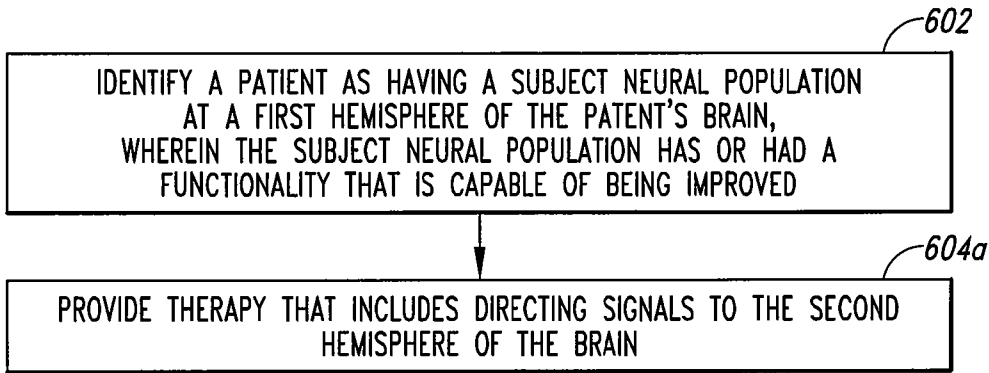 602
IDENTIFY A PATIENT AS HAVING A SUBJECT NEURAL POPULATION
AT A FIRST HEMISPHERE OF THE PATENT'S BRAIN,
WHEREIN THE SUBJECT NEURAL POPULATION HAS OR HAD A
FUNCTIONALITY THAT IS CAPABLE OF BEING IMPROVED
604a
PROVIDE THERAPY THAT INCLUDES DIRECTING SIGNALS TO THE SECOND
HEMISPHERE OF THE BRAIN